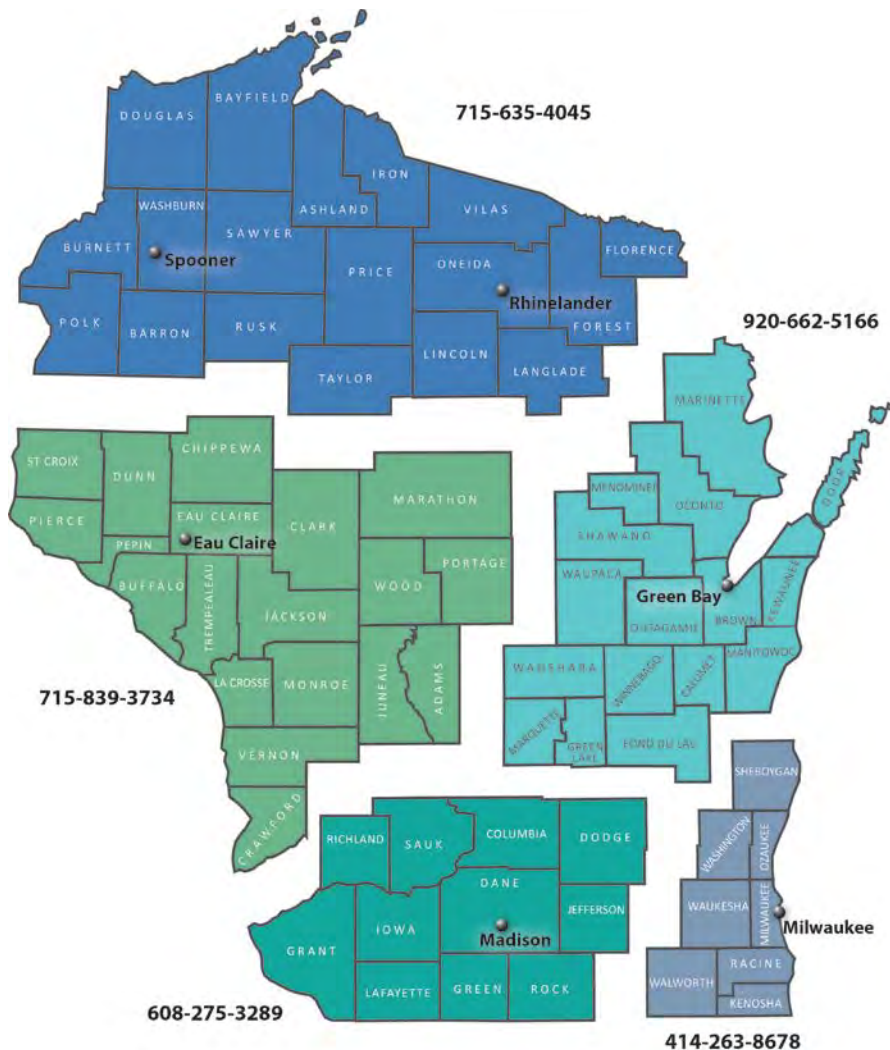 715-635-4045
BAYFIELD
DOUGLAS
IRON
WASHBURN
ASHLAND
VILAS
SAWYER
BURNETT
FLORENCE
Spooner
PRICE
ONEIDA
Rhinelander
POLK
BARRON
RUSK
FOREST
LINCOLN
LANGLADE
TAYLOR
920-662-5166
MARINETTE
DOOR
MENOMINEE
OCONTO
SHAWANO
WAUPACA
Green Bay
KEWAUNEE
OUTAGAMIE
BROWN
MANITOWOC
WAUSHARA
WINNEBAGO
CALUMET
MARQUETTE
GREEN
LAKE
FOND DU LAC
CHIPPEWA
ST CROIX
DUNN
MARATHON
PIERCE
EAU CLAIRE
CLARK
PEPIN
Eau Claire
PORTAGE
BUFFALO
WOOD
TREMPEALEAU
JACKSON
LA CROSSE
MONROE
JUNEAU
ADAMS
715-839-3734
VERNON
CRAWFORD
SHEBOYGAN
WASHINGTON
OZAUKEE
WAUKESHA
MILWAUKEE
Milwaukee
RACINE
WALWORTH
KENOSHA
414-263-8678
RICHLAND
SAUK
COLUMBIA
DODGE
DANE
JEFFERSON
IOWA
Madison
GRANT
LAFAYETTE
GREEN
ROCK
608-275-3289